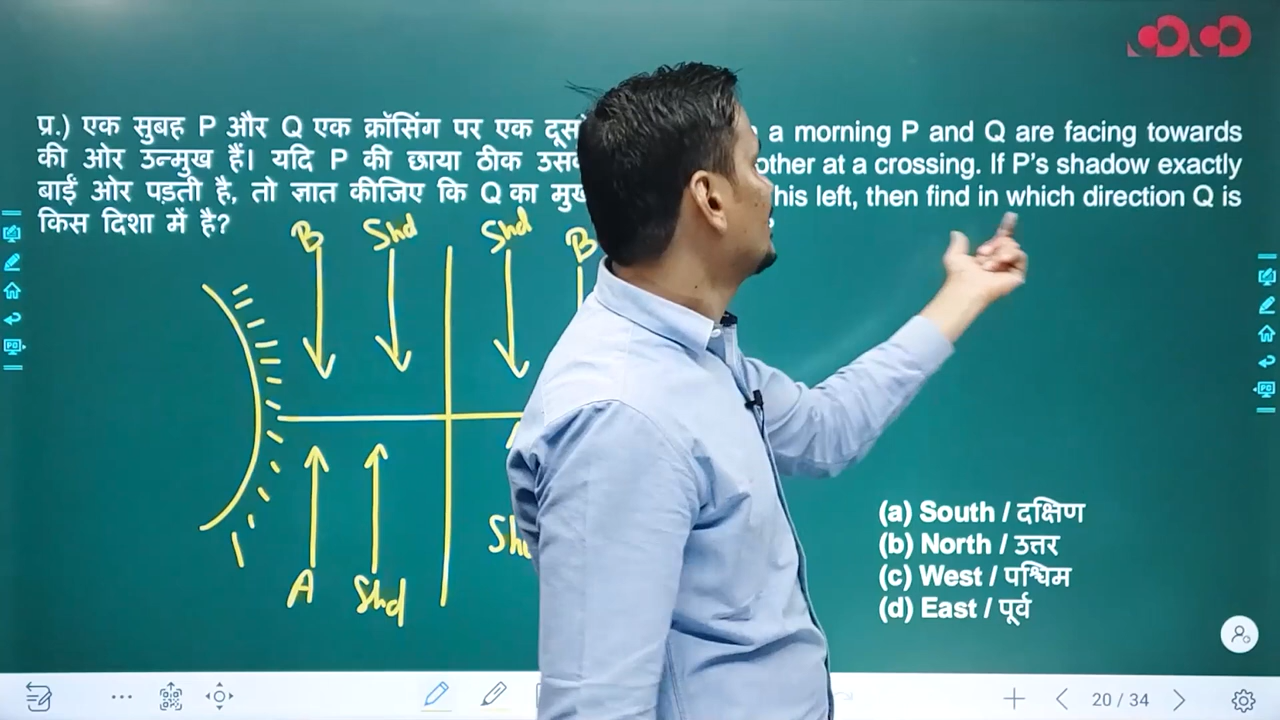 प्र.) एक सुबह P और Q एक क्रॉसिंग पर एक
की ओर उन्मुख हैं। यदि P की छाया ठीक
बाईं ओर पड़ती है, तो ज्ञात कीजिए कि Q का
किस दिशा में है?
a morning P and Q are facing towards
other at a crossing. If P's shadow exactly
his left, then find in which direction Q is
B Shd Shd B
A Shd
(a) South / दक्षिण
(b) North / उत्तर
(c) West / पश्चिम
(d) East / पूर्व
20 / 34